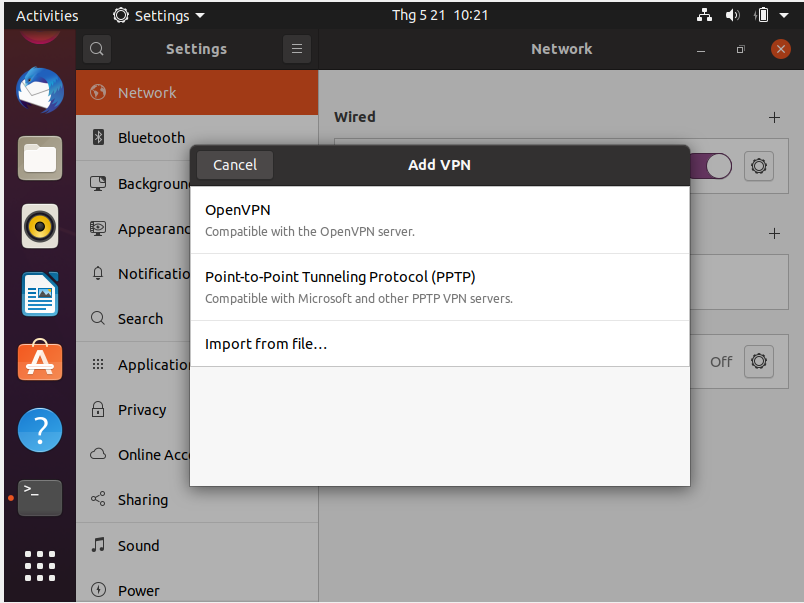 Activities
Settings
Thg 5 21 10:21
Settings
Network
Network
Bluetooth
Background
Appearanc
Notificatio
Search
Application
Privacy
Online Acc
Sharing
Sound
Power
Wired
Off
Cancel
Add VPN
OpenVPN
Compatible with the OpenVPN server.
Point-to-Point Tunneling Protocol (PPTP)
Compatible with Microsoft and other PPTP VPN servers.
Import from file...